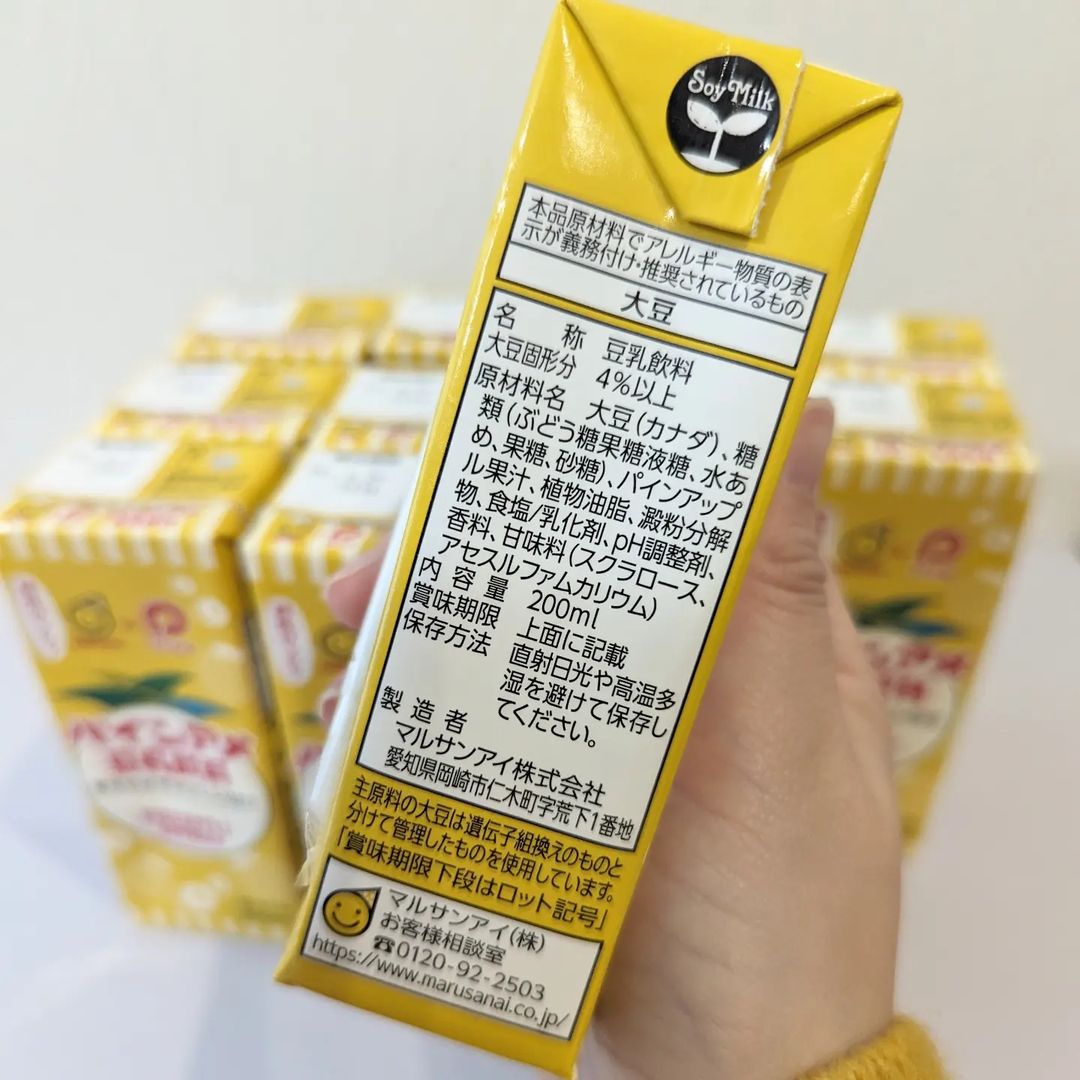 Soy Milk
本品原材料でアレルギー物質の表
示が義務付け・推奨されているもの
大豆
名称 豆乳飲料
大豆固形分 4%以上
原材料名 大豆(カナダ)、糖
類(ぶどう糖果糖液糖、水あ
め、果糖、砂糖)、パインアップ
ル果汁、植物油脂、澱粉分解
物、食塩/乳化剤、pH調整剤、
香料、甘味料(スクラロース、
アセスルファムカリウム)
内容量 200ml
賞味期限 上面に記載
保存方法 直射日光や高温多
湿を避けて保存し
てください。
製造者
マルサンアイ株式会社
愛知県岡崎市仁木町字荒下1番地
主原料の大豆は遺伝子組換えのものと
分けて管理したものを使用しています。
「賞味期限下段はロット記号」
マルサンアイ(株)
お客様相談室
☎0120-92-2503
https://www.marusanai.co.jp/
パインアメ